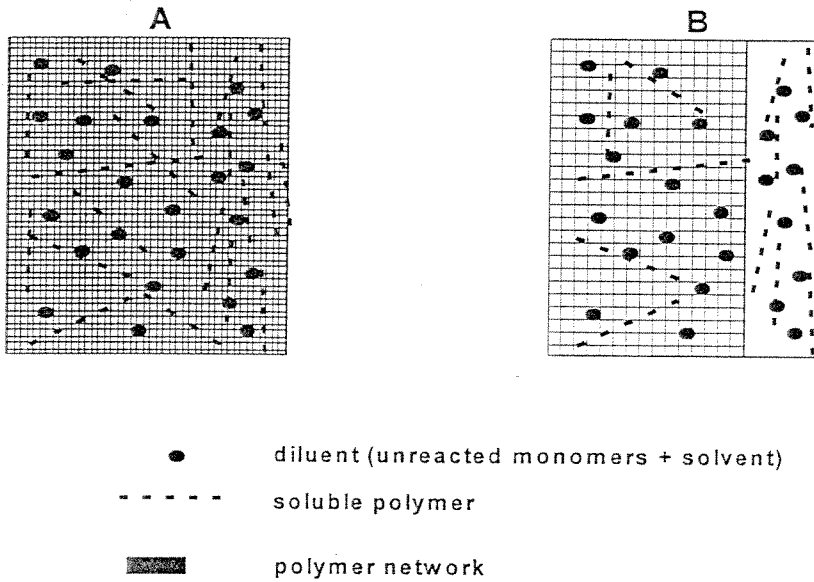 A
B
diluent (unreacted monomers + solvent)
soluble polymer
polymer network